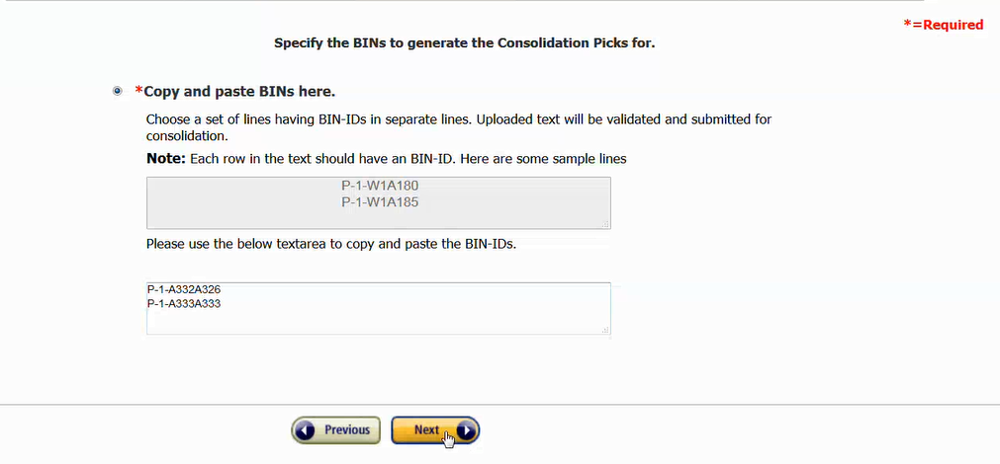 *=Required
Specify the BINs to generate the Consolidation Picks for.
*Copy and paste BINs here.
Choose a set of lines having BIN-IDs in separate lines. Uploaded text will be validated and submitted for
consolidation.
Note: Each row in the text should have an BIN-ID. Here are some sample lines
P-1-W1A180
P-1-W1A185
Please use the below textarea to copy and paste the BIN-IDs.
P-1-A332A326
P-1-A333A333
Previous
Next